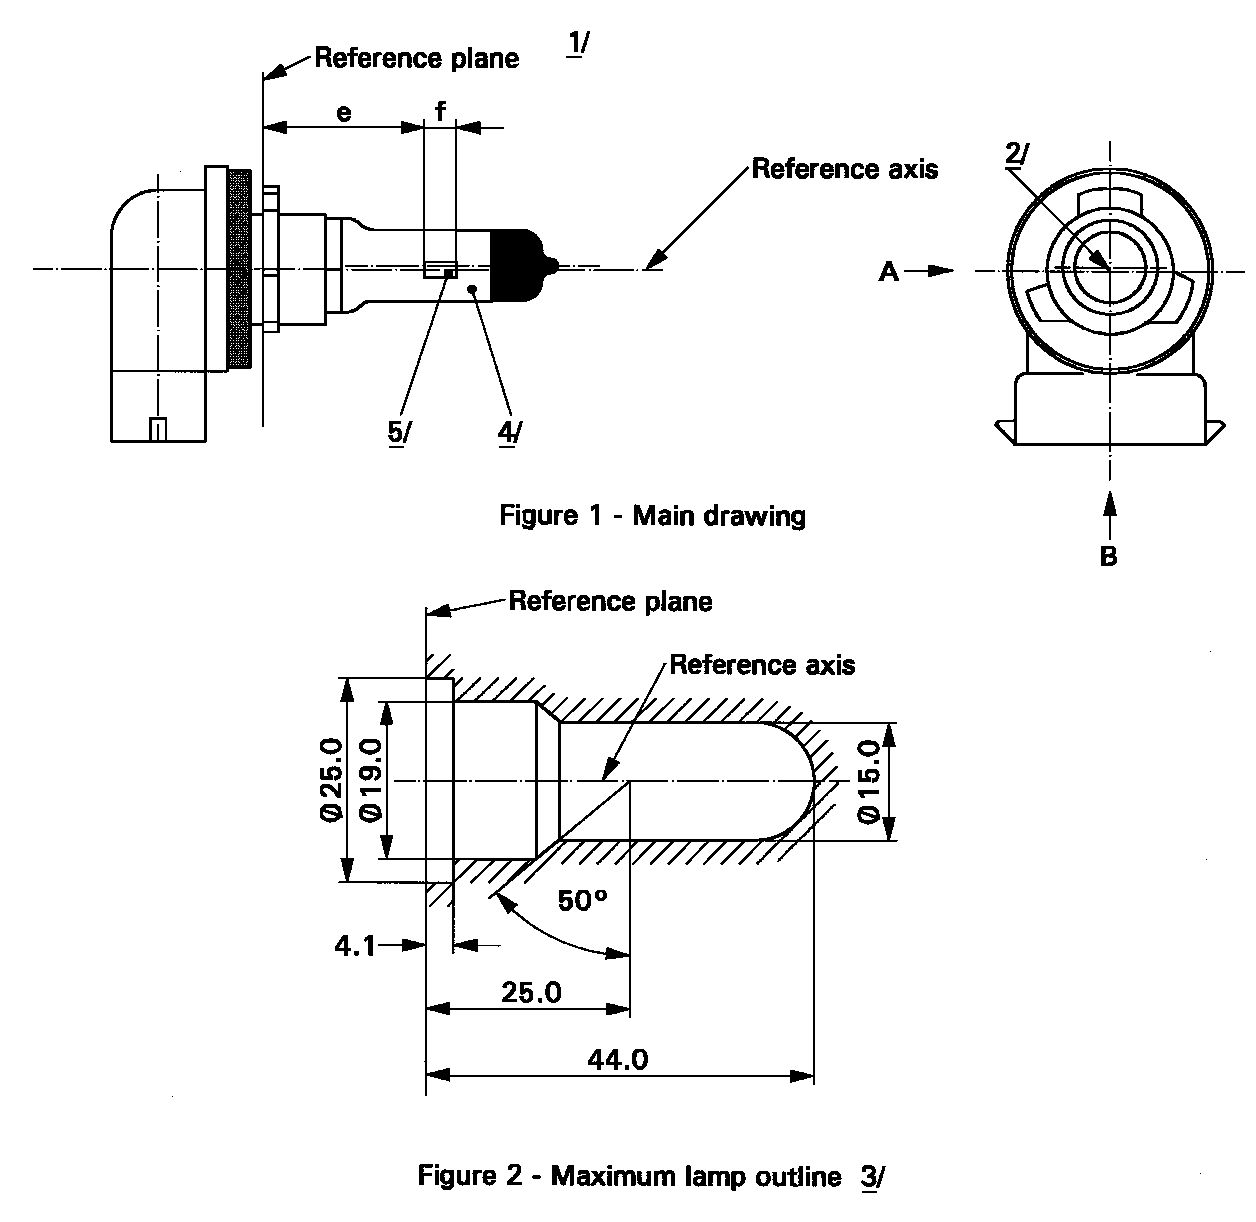 Reference plane 1/
e f
Reference axis
2/
A
5/ 4/
Figure 1 - Main drawing
B
Reference plane
Reference axis
Ø25.0
Ø19.0
Ø15.0
50°
4.1
25.0
44.0
Figure 2 - Maximum lamp outline 3/